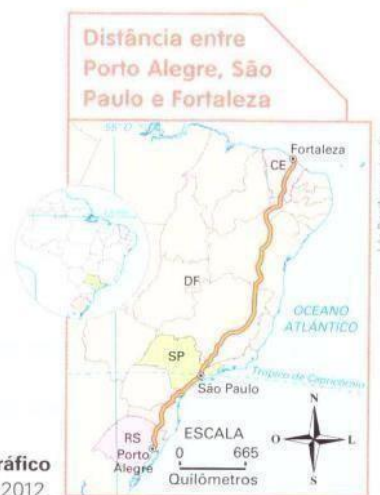 Distância entre
Porto Alegre, São
Paulo e Fortaleza
55° O
Fortaleza
CE
DF
OCEANO
ATLÂNTICO
SP
Trópico de Capricórnio
São Paulo
RS
Porto
Alegre
ESCALA
0 665
Quilômetros
N
O L
S
ráfico
2012